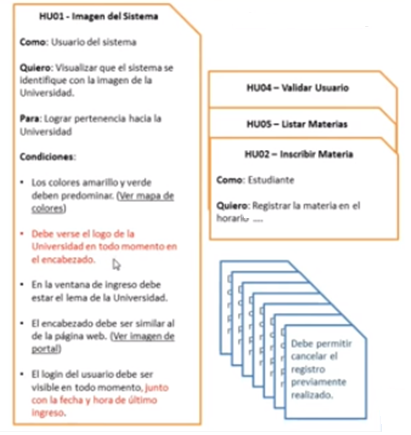 HU01 - Imagen del Sistema
Como: Usuario del sistema
Quiero: Visualizar que el sistema se
identifique con la imagen de la
Universidad.
Para: Lograr pertenencia hacia la
Universidad
Condiciones:
• Los colores amarillo y verde
deben predominar. (Ver mapa de
colores)
• Debe verse el logo de la
Universidad en todo momento en
el encabezado.
• En la ventana de ingreso debe
estar el lema de la Universidad.
• El encabezado debe ser similar al
de la página web. (Ver imagen de
portal)
• El login del usuario debe ser
visible en todo momento, junto
con la fecha y hora de último
ingreso.
HU04 – Validar Usuario
HU05 – Listar Materias
HU02 – Inscribir Materia
Como: Estudiante
Quiero: Registrar la materia en el
horario ....
Debe permitir
cancelar el
registro
previamente
realizado.